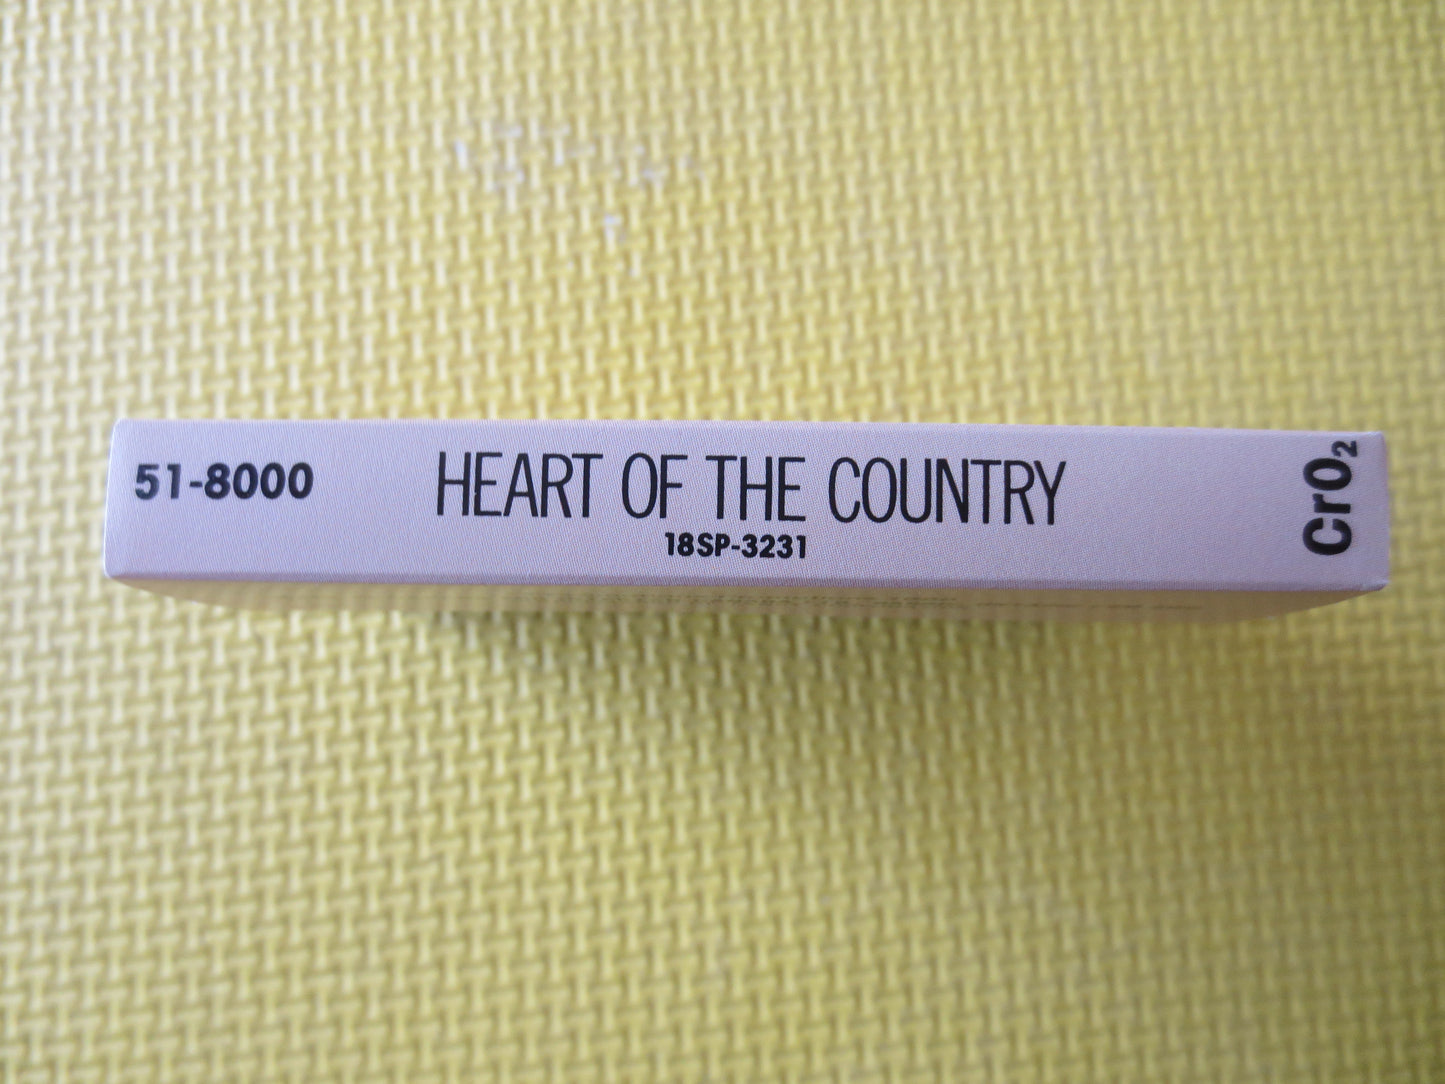 51-8000
HEART OF THE COUNTRY
18SP-3231
CrO₂